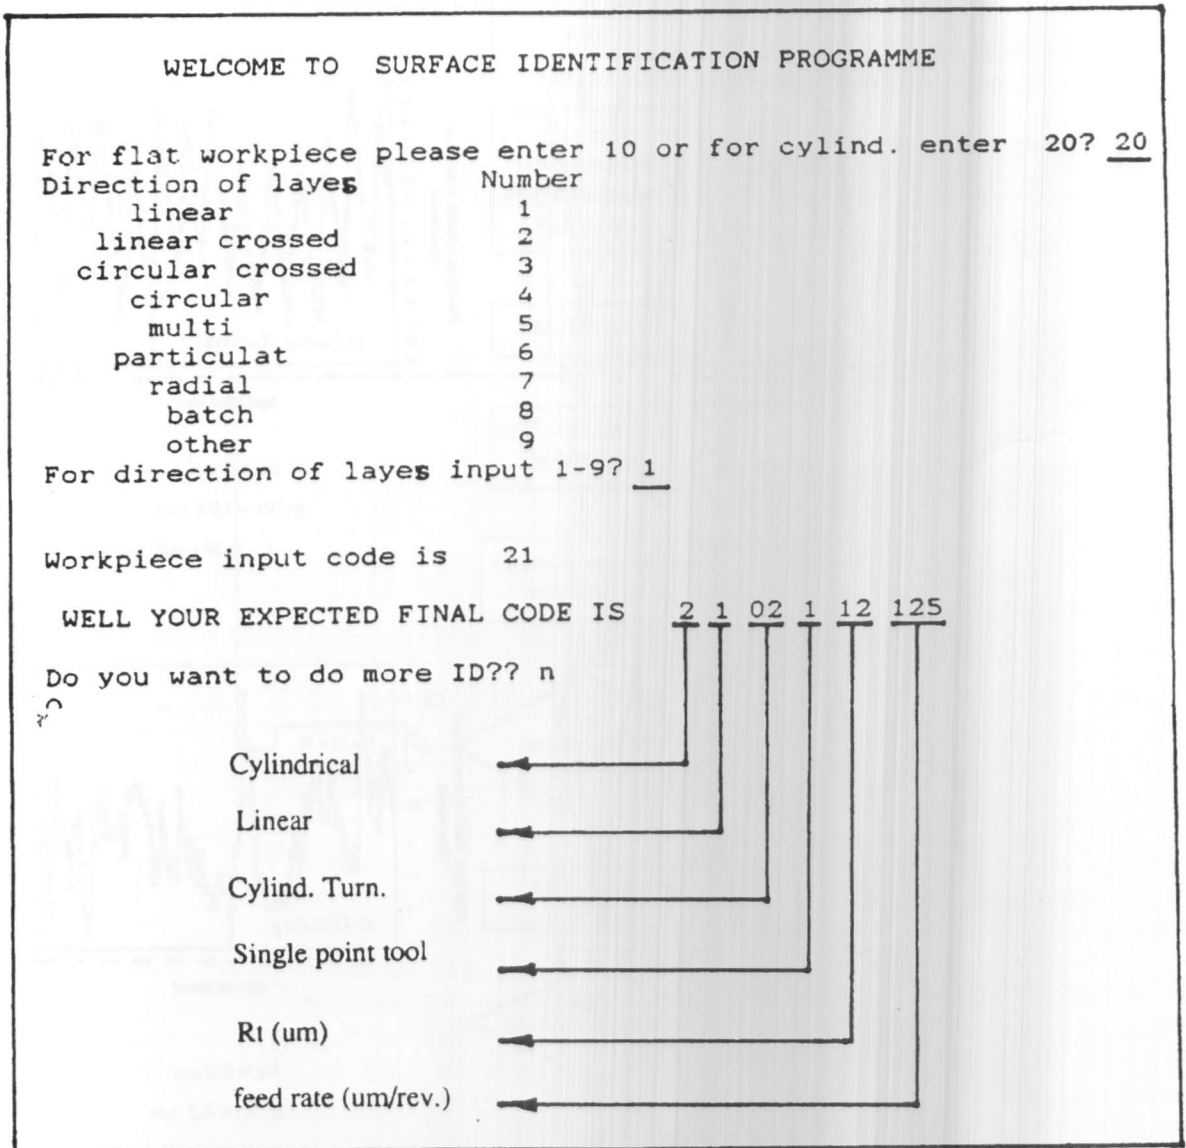 WELCOME TO SURFACE IDENTIFICATION PROGRAMME
For flat workpiece please enter 10 or for cylind. enter 20? 20
Direction of layes Number
linear 1
linear crossed 2
circular crossed 3
circular 4
multi 5
particulat 6
radial 7
batch 8
other 9
For direction of layes input 1-9? 1
Workpiece input code is 21
WELL YOUR EXPECTED FINAL CODE IS 2 1 02 1 12 125
Do you want to do more ID?? n
Cylindrical
Linear
Cylind. Turn.
Single point tool
Rt (um)
feed rate (um/rev.)